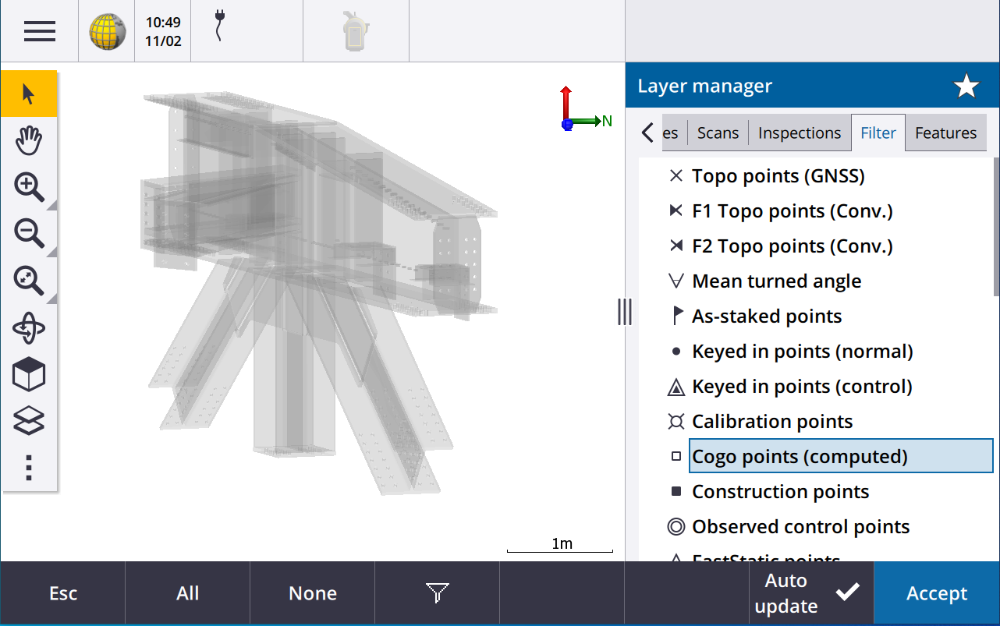 10:49
11/02
Layer manager
N
es
Scans
Inspections
Filter
Features
Topo points (GNSS)
F1 Topo points (Conv.)
F2 Topo points (Conv.)
Mean turned angle
As-staked points
Keyed in points (normal)
Keyed in points (control)
Calibration points
Cogo points (computed)
Construction points
Observed control points
FastStatic points
1m
Esc
All
None
Auto
update
Accept